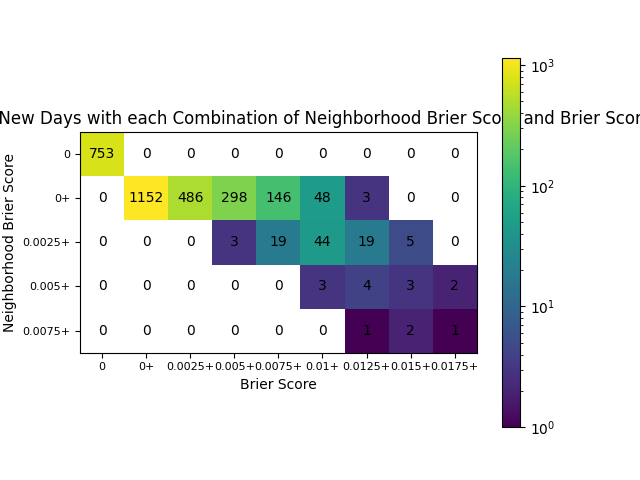 New Days with each Combination of Neighborhood Brier Score and Brier Scor
Neighborhood Brier Score
0 753 0 0 0 0 0 0 0 0
0+ 0 1152 486 298 146 48 3 0 0
0.0025+ 0 0 0 3 19 44 19 5 0
0.005+ 0 0 0 0 0 3 4 3 2
0.0075+ 0 0 0 0 0 0 1 2 1
0 0+ 0.0025+ 0.005+ 0.0075+ 0.01+ 0.0125+ 0.015+ 0.0175+
Brier Score
10³
10²
10¹
10⁰